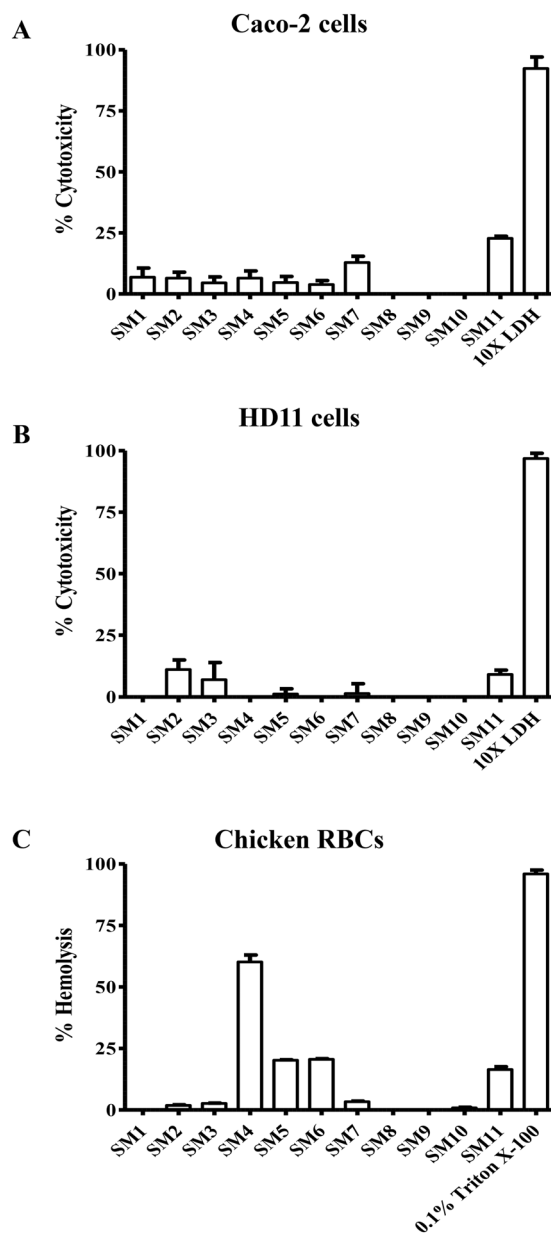 A
Caco-2 cells
% Cytotoxicity
100
75
50
25
0
SM1 SM2 SM3 SM4 SM5 SM6 SM7 SM8 SM9 SM10 SM11 10X LDH
B
HD11 cells
% Cytotoxicity
100
75
50
25
0
SM1 SM2 SM3 SM4 SM5 SM6 SM7 SM8 SM9 SM10 SM11 10X LDH
C
Chicken RBCs
% Hemolysis
100
75
50
25
0
SM1 SM2 SM3 SM4 SM5 SM6 SM7 SM8 SM9 SM10 SM11 0.1% Triton X-100